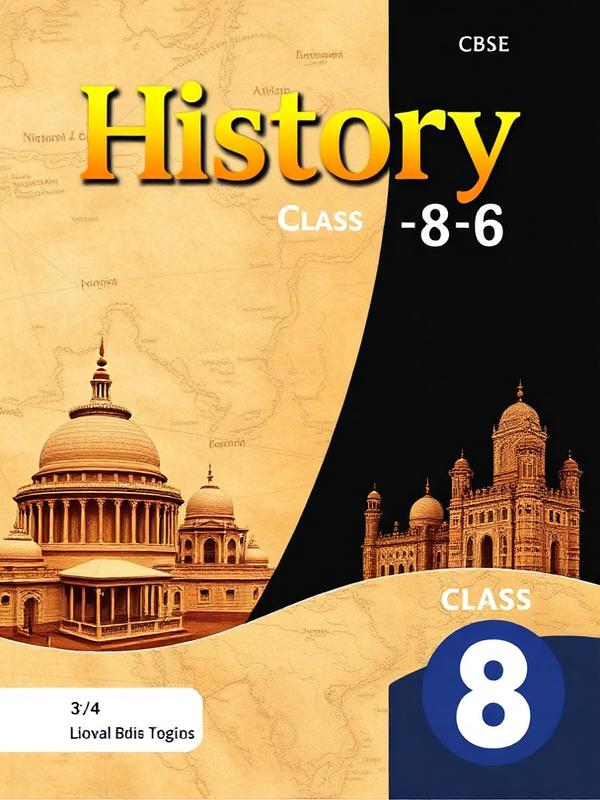 CBSE
History
CLASS -8-6
CLASS
8
3/4
Lioval Bdis Togins